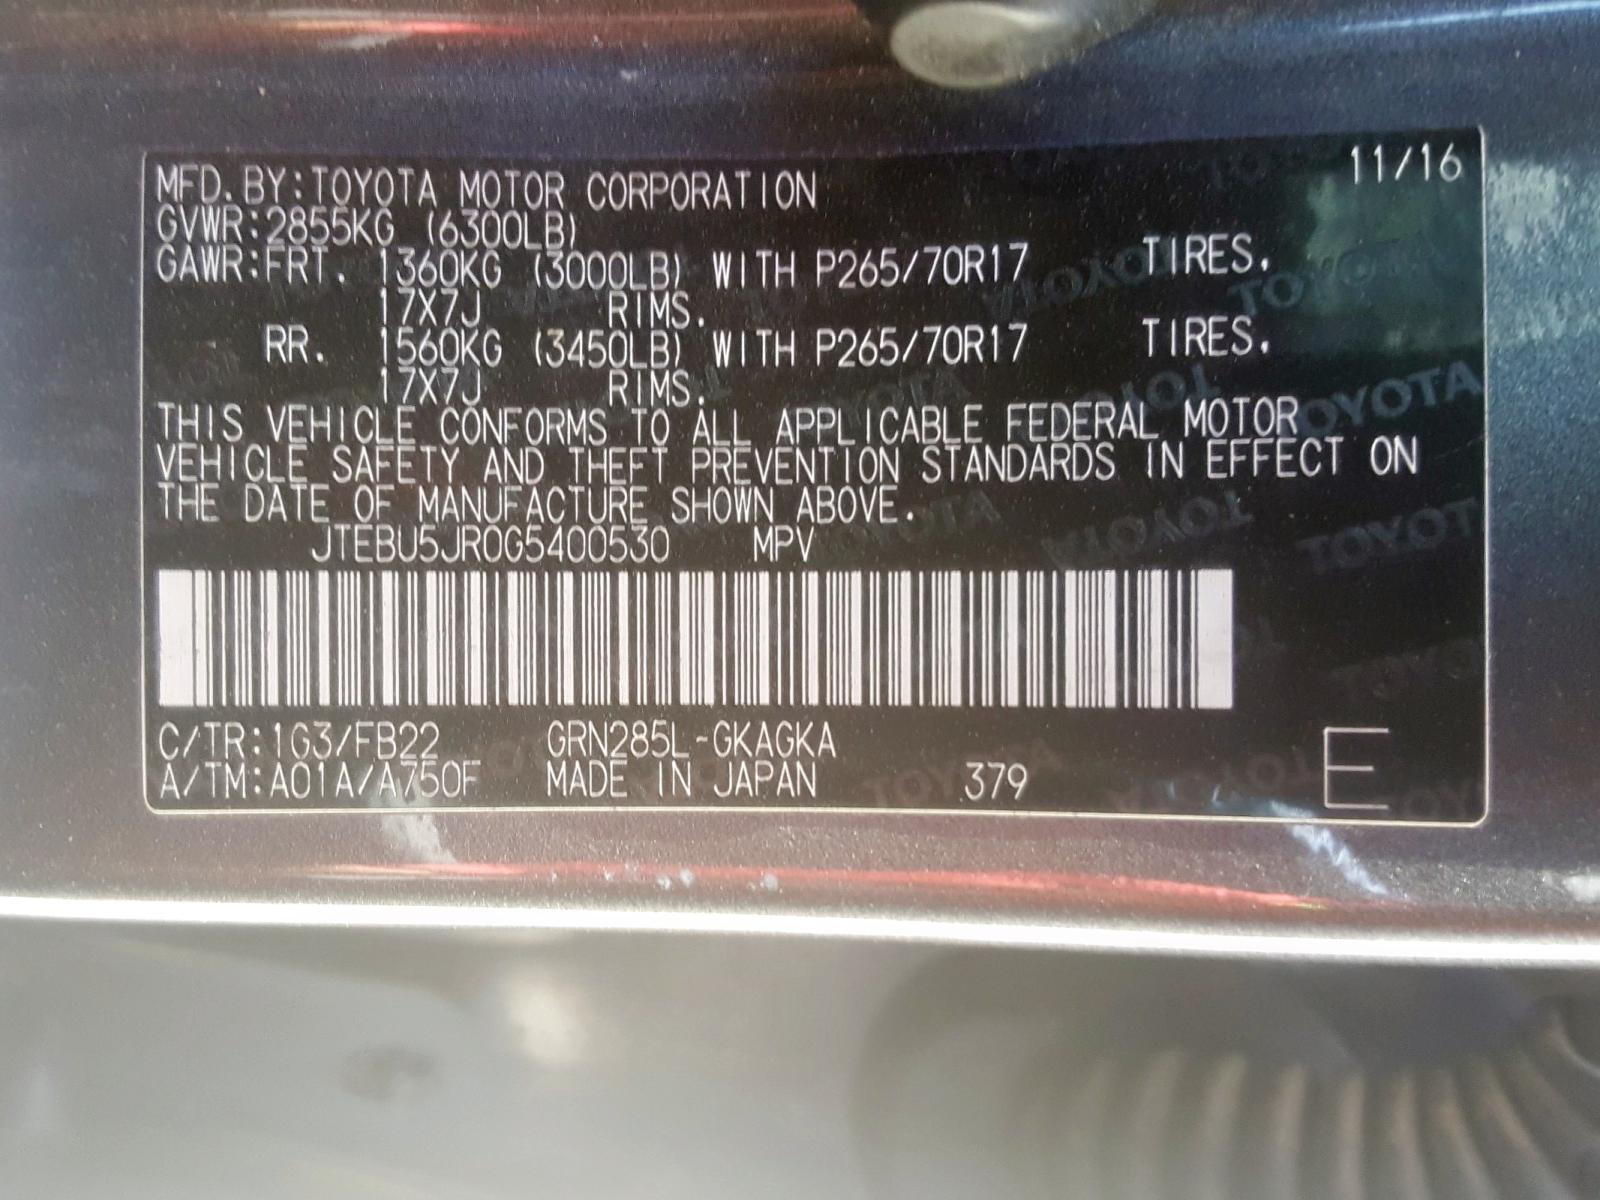 11/16
MFD.BY:TOYOTA MOTOR CORPORATION
GVWR:2855KG (6300LB)
GAWR:FRT. 1360KG (3000LB) WITH P265/70R17 TIRES.
17X7J RIMS.
RR. 1560KG (3450LB) WITH P265/70R17 TIRES.
17X7J RIMS.
THIS VEHICLE CONFORMS TO ALL APPLICABLE FEDERAL MOTOR
VEHICLE SAFETY AND THEFT PREVENTION STANDARDS IN EFFECT ON
THE DATE OF MANUFACTURE SHOWN ABOVE.
JTEBU5JR0G5400530 MPV
C/TR:1G3/FB22 GRN285L-GKAGKA
A/TM:A01A/A750F MADE IN JAPAN 379 E